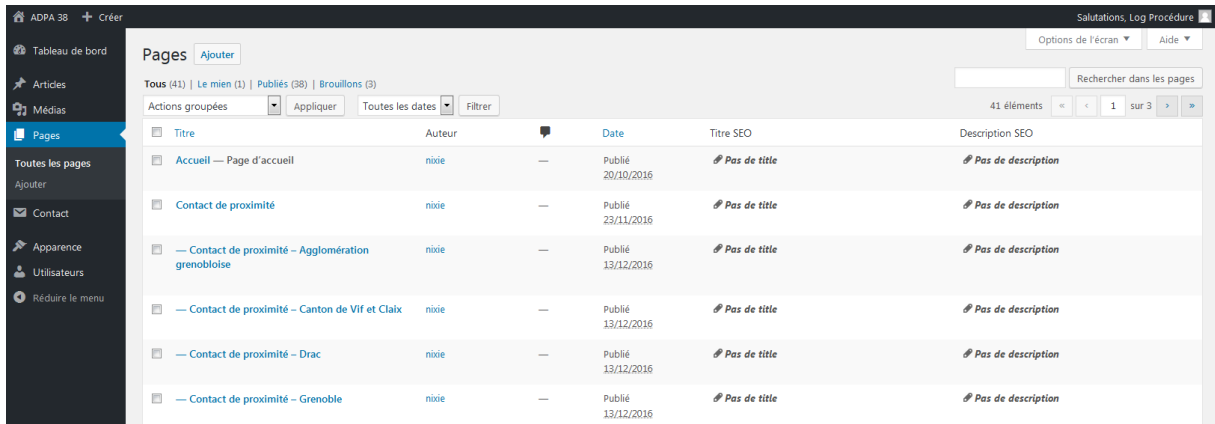 ADPA 38 + Créer Salutations, Log Procédure
Options de l'écran ▼ Aide ▼
Tableau de bord
Articles
Médias
Pages
Toutes les pages
Ajouter
Contact
Apparence
Utilisateurs
Réduire le menu
Pages Ajouter
Tous (41) | Le mien (1) | Publiés (38) | Brouillons (3)
Rechercher dans les pages
Actions groupées Appliquer Toutes les dates Filtrer 41 éléments « ‹ 1 sur 3 › »
Titre Auteur Date Titre SEO Description SEO
Accueil — Page d'accueil nixie — Publié Pas de title Pas de description
20/10/2016
Contact de proximité nixie — Publié Pas de title Pas de description
23/11/2016
— Contact de proximité – Agglomération nixie — Publié Pas de title Pas de description
grenobloise 13/12/2016
— Contact de proximité – Canton de Vif et Claix nixie — Publié Pas de title Pas de description
13/12/2016
— Contact de proximité – Drac nixie — Publié Pas de title Pas de description
13/12/2016
— Contact de proximité – Grenoble nixie — Publié Pas de title Pas de description
13/12/2016